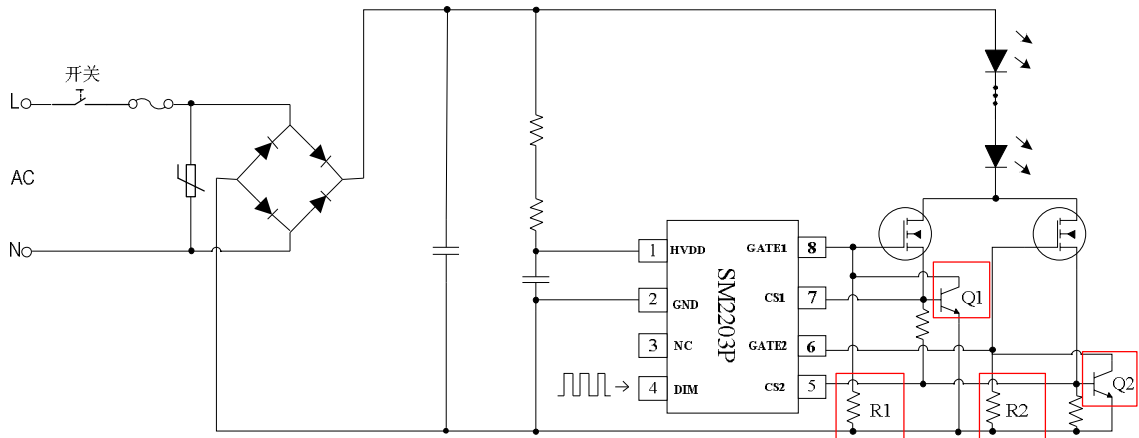 开关
L
AC
N
SM2203P
1 HVDD
2 GND
3 NC
4 DIM
GATE1 8
CS1 7
GATE2 6
CS2 5
Q1
Q2
R1
R2